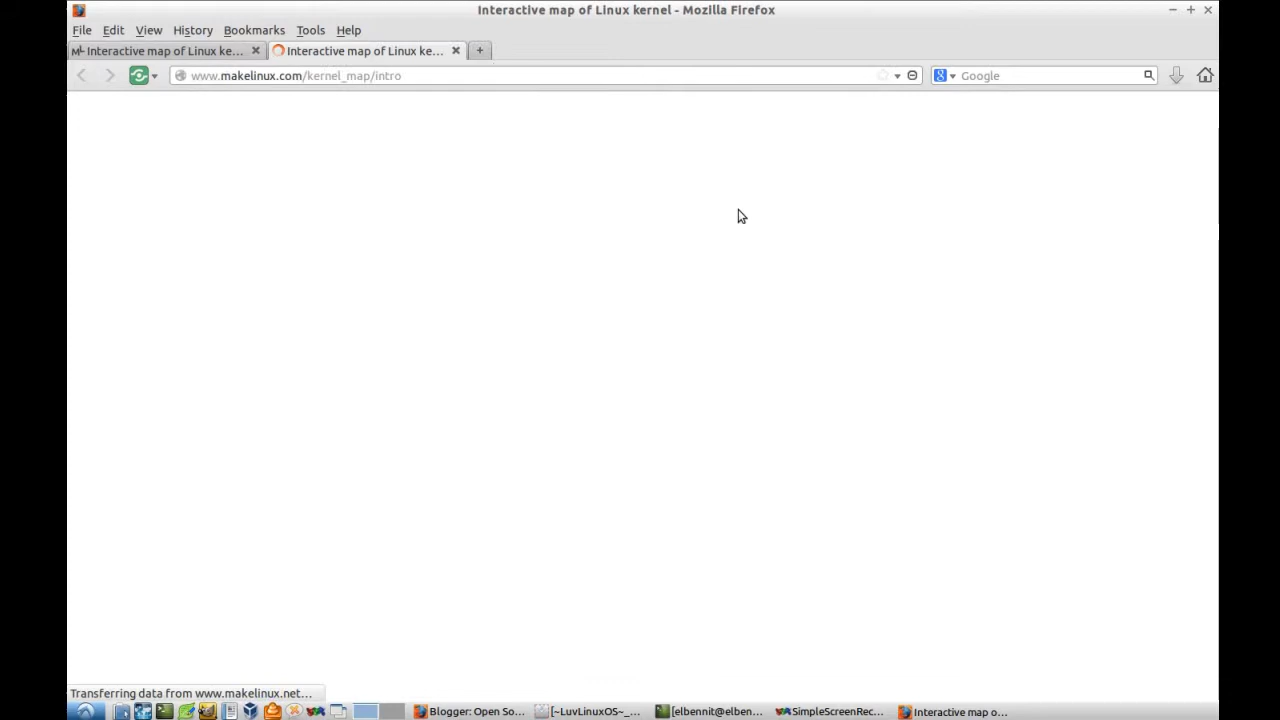 Interactive map of Linux kernel - Mozilla Firefox
File Edit View History Bookmarks Tools Help
Interactive map of Linux ke... Interactive map of Linux ke...
www.makelinux.com/kernel_map/intro Google
Transferring data from www.makelinux.net...
Blogger: Open So... [~LuvLinuxOS~_... [elbennit@elben... SimpleScreenRec... Interactive map o...